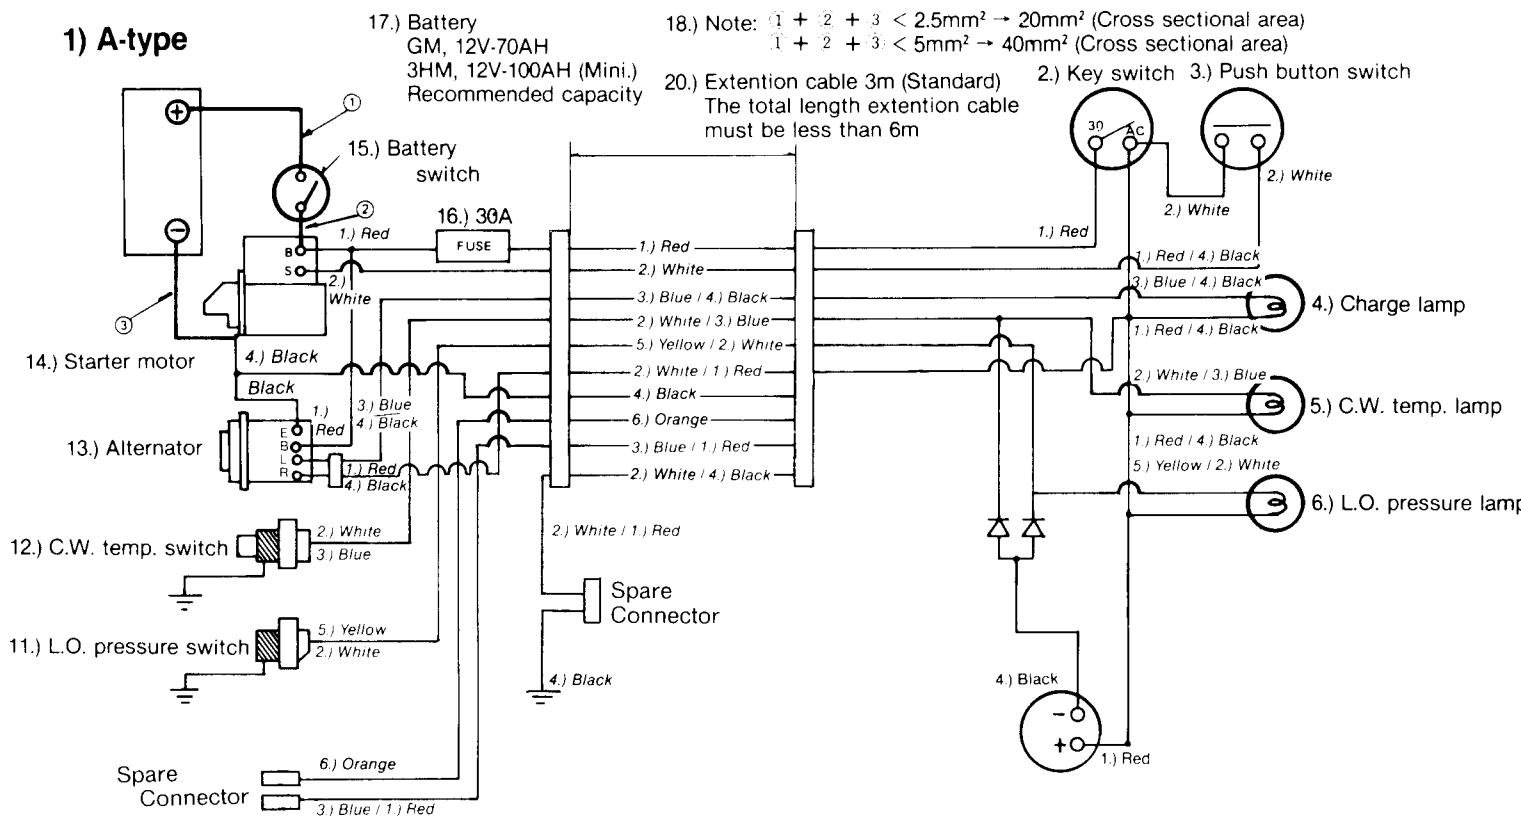 1) A-type
17.) Battery
GM, 12V-70AH
3HM, 12V-100AH (Mini.)
Recommended capacity
18.) Note: 1 + 2 + 3 < 2.5mm² → 20mm² (Cross sectional area)
1 + 2 + 3 < 5mm² → 40mm² (Cross sectional area)
20.) Extention cable 3m (Standard)
The total length extention cable
must be less than 6m
2.) Key switch
3.) Push button switch
30
AC
2.) White
2.) White
1.) Red
+
①
15.) Battery
switch
②
−
1.) Red
16.) 30A
FUSE
B
S
2.)
White
③
14.) Starter motor
4.) Black
Black
1.)
Red
3.) Blue
4.) Black
13.) Alternator
E
B
L
R
1.) Red
4.) Black
1.) Red
2.) White
3.) Blue / 4.) Black
2.) White / 3.) Blue
5.) Yellow / 2.) White
2.) White / 1.) Red
4.) Black
6.) Orange
3.) Blue / 1.) Red
2.) White / 4.) Black
1.) Red / 4.) Black
3.) Blue / 4.) Black
4.) Charge lamp
1.) Red / 4.) Black
2.) White / 3.) Blue
5.) C.W. temp. lamp
1.) Red / 4.) Black
5.) Yellow / 2.) White
6.) L.O. pressure lamp
12.) C.W. temp. switch
2.) White
3.) Blue
2.) White / 1.) Red
Spare
Connector
11.) L.O. pressure switch
5.) Yellow
2.) White
4.) Black
4.) Black
−
+
1.) Red
Spare
Connector
6.) Orange
3.) Blue / 1.) Red